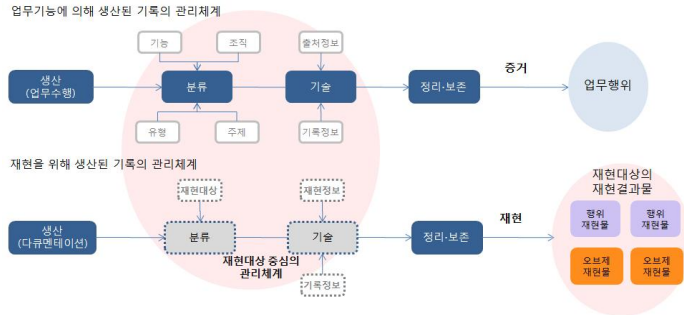 업무기능에 의해 생산된 기록의 관리체계
기능
조직
출처정보
생산
(업무수행)
분류
기술
정리·보존
증거
업무행위
유형
주제
기록정보
재현을 위해 생산된 기록의 관리체계
재현대상
재현정보
생산
(다큐멘테이션)
분류
기술
정리·보존
재현
재현대상 중심의
관리체계
기록정보
재현대상의
재현결과물
행위
재현물
행위
재현물
오브제
재현물
오브제
재현물